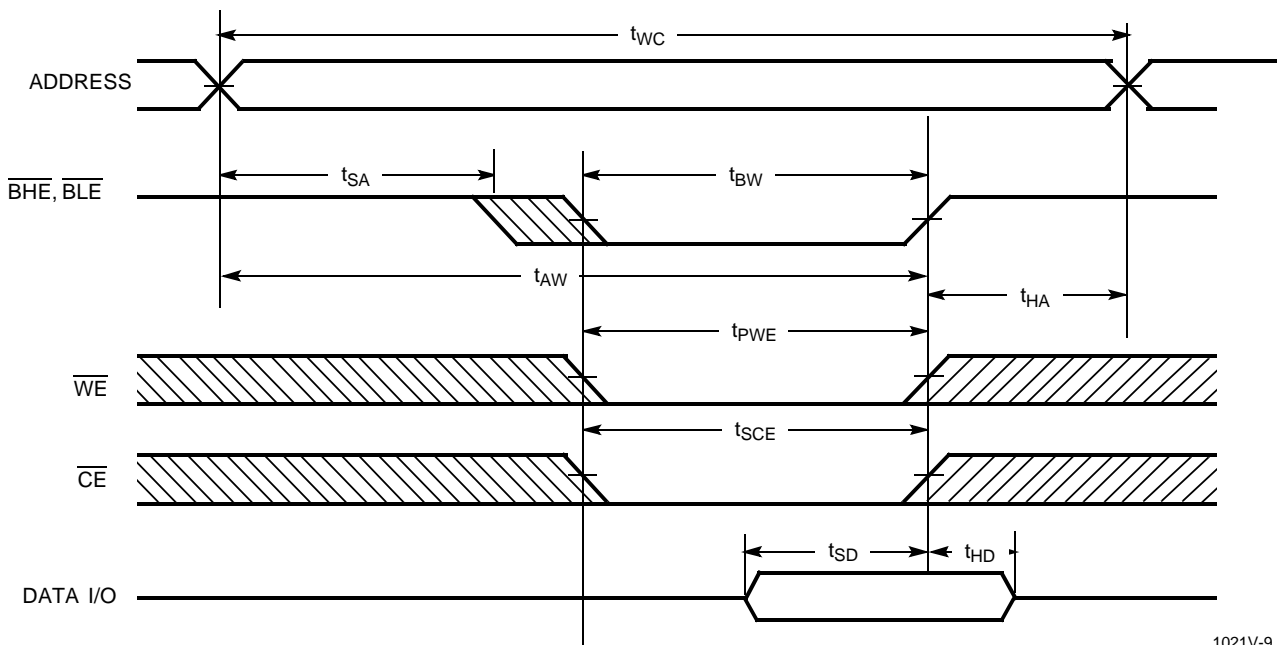 tWC
ADDRESS
tSA
tBW
BHE, BLE
tAW
tHA
tPWE
WE
tSCE
CE
tSD
tHD
DATA I/O
1021V-9